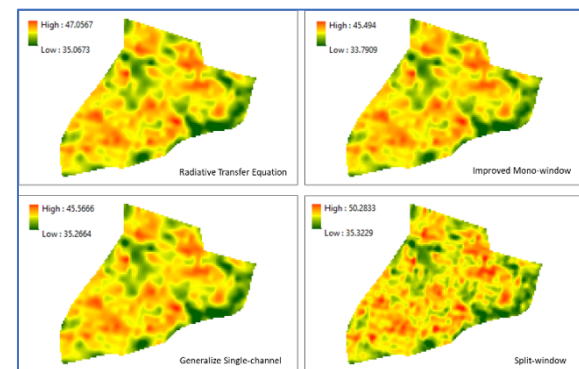 High : 47.0567
Low : 35.0673
Radiative Transfer Equation
High : 45.494
Low : 33.7909
Improved Mono-window
High : 45.5666
Low : 35.2664
Generalize Single-channel
High : 50.2833
Low : 35.3229
Split-window